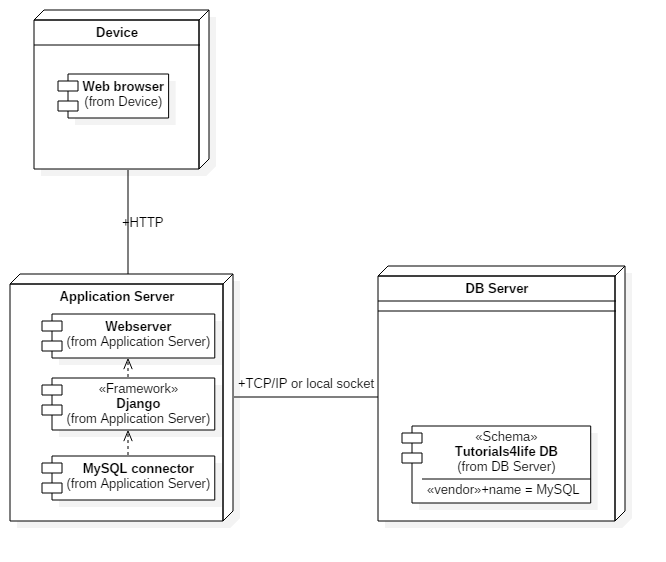 Device
Web browser
(from Device)
+HTTP
Application Server
Webserver
(from Application Server)
«Framework»
Django
(from Application Server)
MySQL connector
(from Application Server)
+TCP/IP or local socket
DB Server
«Schema»
Tutorials4life DB
(from DB Server)
«vendor»+name = MySQL